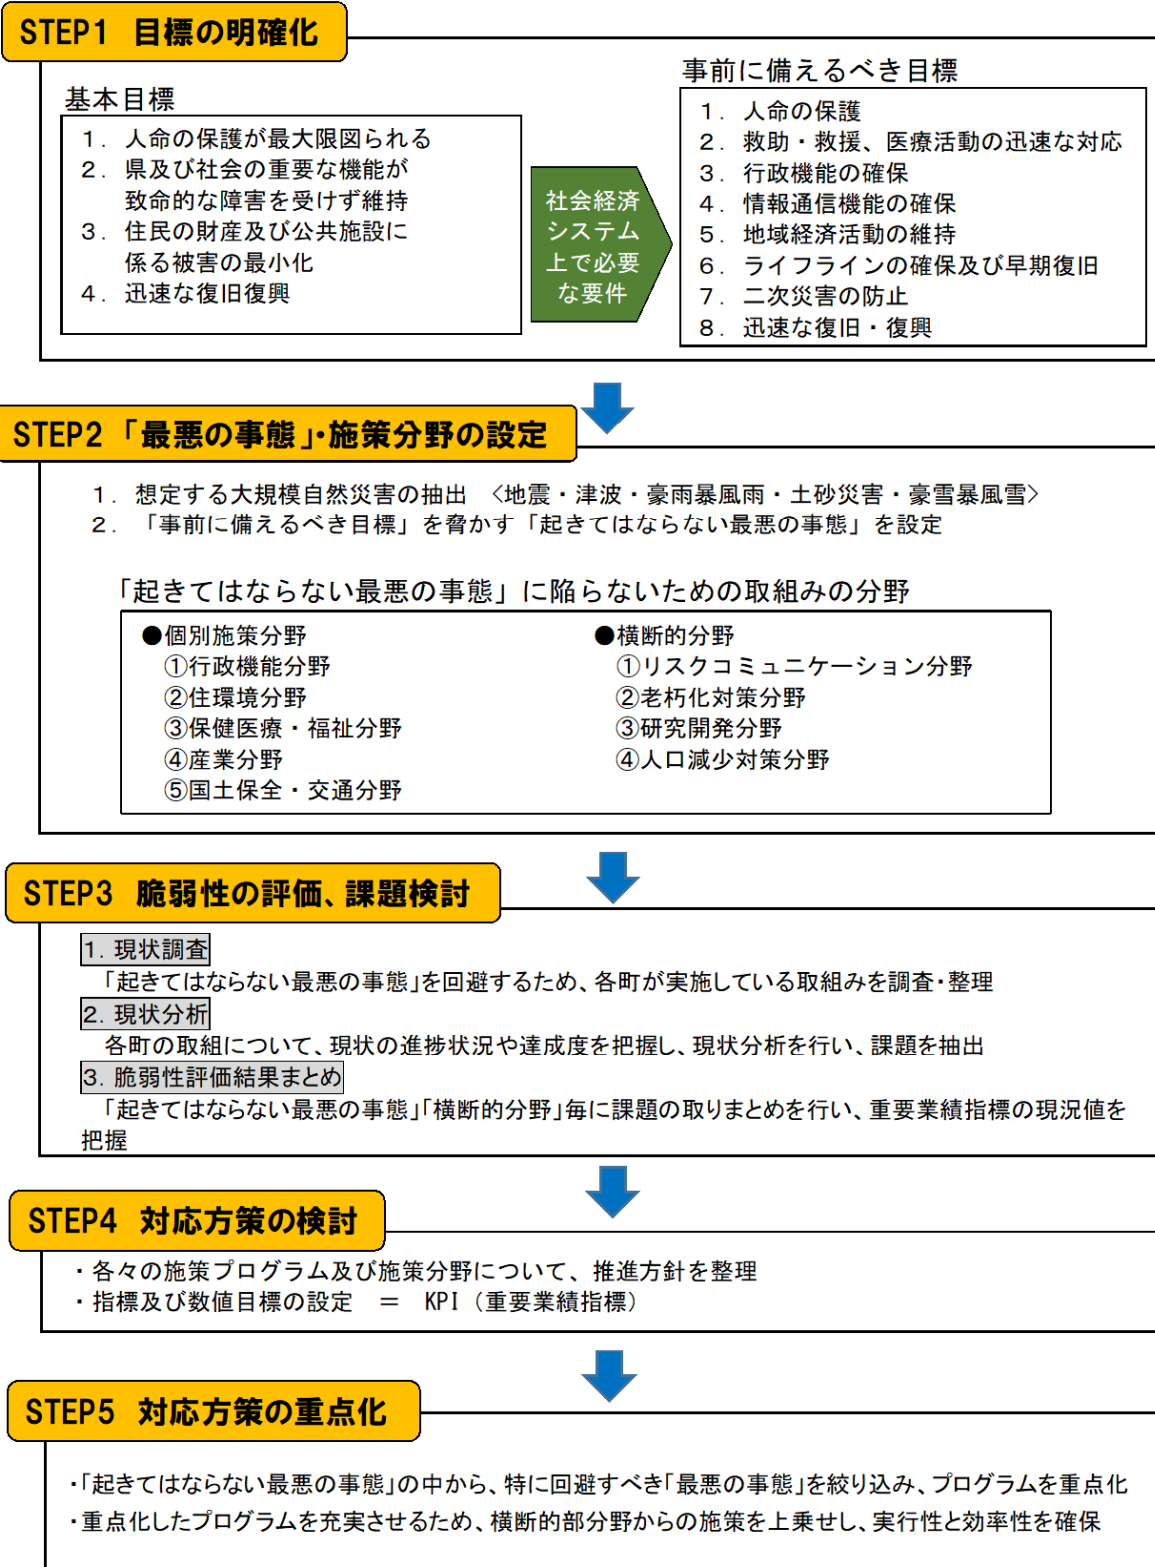 STEP1　目標の明確化
基本目標
１．人命の保護が最大限図られる
２．県及び社会の重要な機能が
致命的な障害を受けず維持
３．住民の財産及び公共施設に
係る被害の最小化
４．迅速な復旧復興
社会経済
システム
上で必要
な要件
事前に備えるべき目標
１．人命の保護
２．救助・救援、医療活動の迅速な対応
３．行政機能の確保
４．情報通信機能の確保
５．地域経済活動の維持
６．ライフラインの確保及び早期復旧
７．二次災害の防止
８．迅速な復旧・復興
STEP2「最悪の事態」・施策分野の設定
１．想定する大規模自然災害の抽出　<地震・津波・豪雨暴風雨・土砂災害・豪雪暴風雪>
２．「事前に備えるべき目標」を脅かす「起きてはならない最悪の事態」を設定
「起きてはならない最悪の事態」に陥らないための取組みの分野
●個別施策分野
①行政機能分野
②住環境分野
③保健医療・福祉分野
④産業分野
⑤国土保全・交通分野
●横断的分野
①リスクコミュニケーション分野
②老朽化対策分野
③研究開発分野
④人口減少対策分野
STEP3　脆弱性の評価、課題検討
1．現状調査
「起きてはならない最悪の事態」を回避するため、各町が実施している取組みを調査・整理
2．現状分析
各町の取組について、現状の進捗状況や達成度を把握し、現状分析を行い、課題を抽出
3．脆弱性評価結果まとめ
「起きてはならない最悪の事態」「横断的分野」毎に課題の取りまとめを行い、重要業績指標の現況値を
把握
STEP4　対応方策の検討
・各々の施策プログラム及び施策分野について、推進方針を整理
・指標及び数値目標の設定　＝　KPI（重要業績指標）
STEP5　対応方策の重点化
・「起きてはならない最悪の事態」の中から、特に回避すべき「最悪の事態」を絞り込み、プログラムを重点化
・重点化したプログラムを充実させるため、横断的部分野からの施策を上乗せし、実行性と効率性を確保